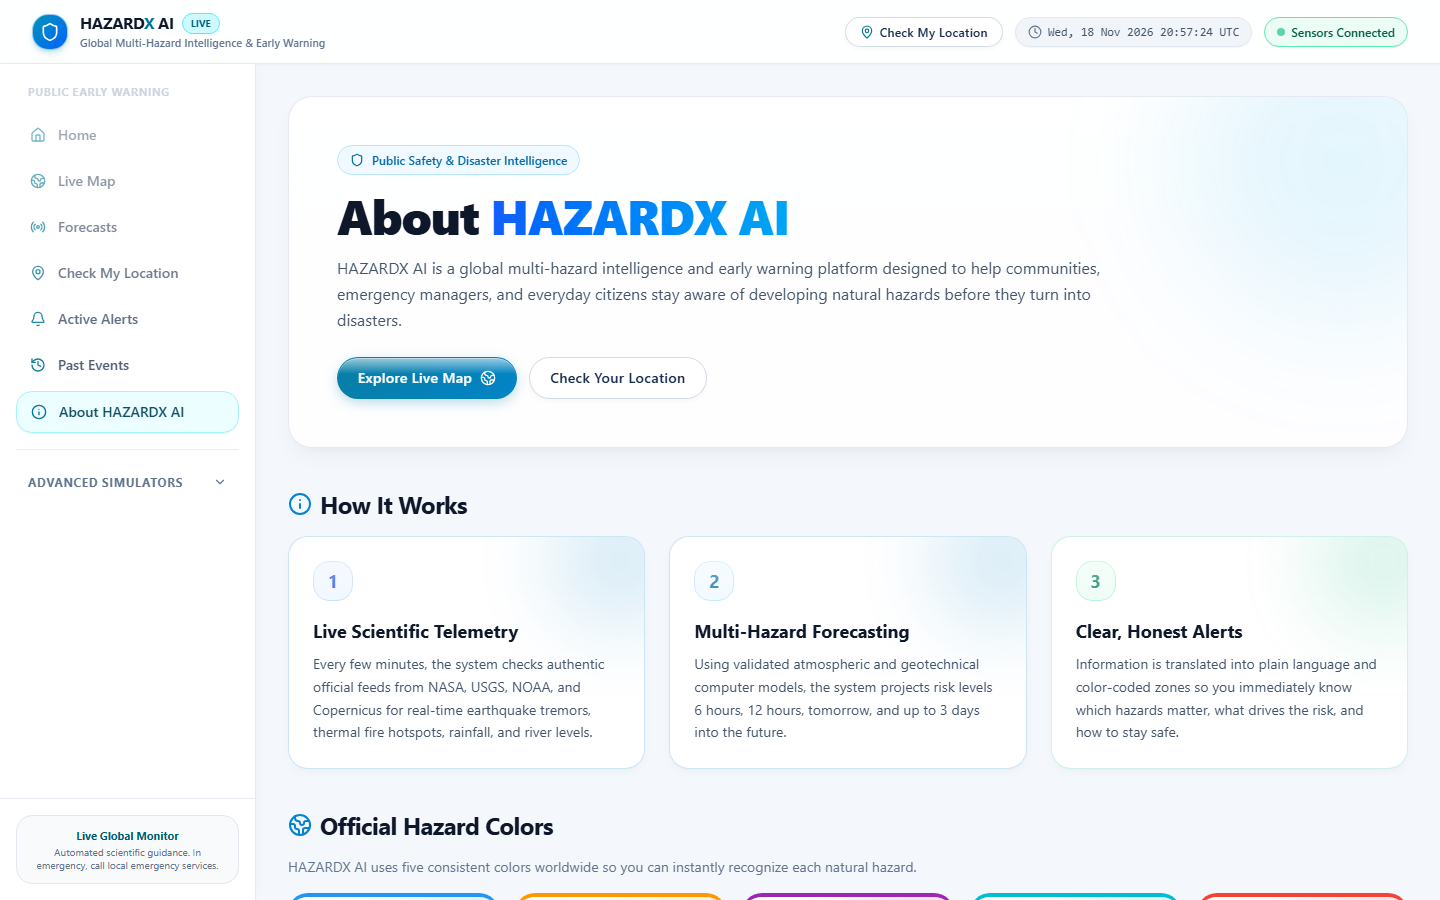 HAZARDX AI LIVE
Global Multi-Hazard Intelligence & Early Warning
Check My Location
Wed, 18 Nov 2026 20:57:24 UTC
Sensors Connected
PUBLIC EARLY WARNING
Home
Live Map
Forecasts
Check My Location
Active Alerts
Past Events
About HAZARDX AI
ADVANCED SIMULATORS
Live Global Monitor
Automated scientific guidance. In
emergency, call local emergency services.
Public Safety & Disaster Intelligence
About HAZARDX AI
HAZARDX AI is a global multi-hazard intelligence and early warning platform designed to help communities,
emergency managers, and everyday citizens stay aware of developing natural hazards before they turn into
disasters.
Explore Live Map
Check Your Location
How It Works
1
Live Scientific Telemetry
Every few minutes, the system checks authentic
official feeds from NASA, USGS, NOAA, and
Copernicus for real-time earthquake tremors,
thermal fire hotspots, rainfall, and river levels.
2
Multi-Hazard Forecasting
Using validated atmospheric and geotechnical
computer models, the system projects risk levels
6 hours, 12 hours, tomorrow, and up to 3 days
into the future.
3
Clear, Honest Alerts
Information is translated into plain language and
color-coded zones so you immediately know
which hazards matter, what drives the risk, and
how to stay safe.
Official Hazard Colors
HAZARDX AI uses five consistent colors worldwide so you can instantly recognize each natural hazard.